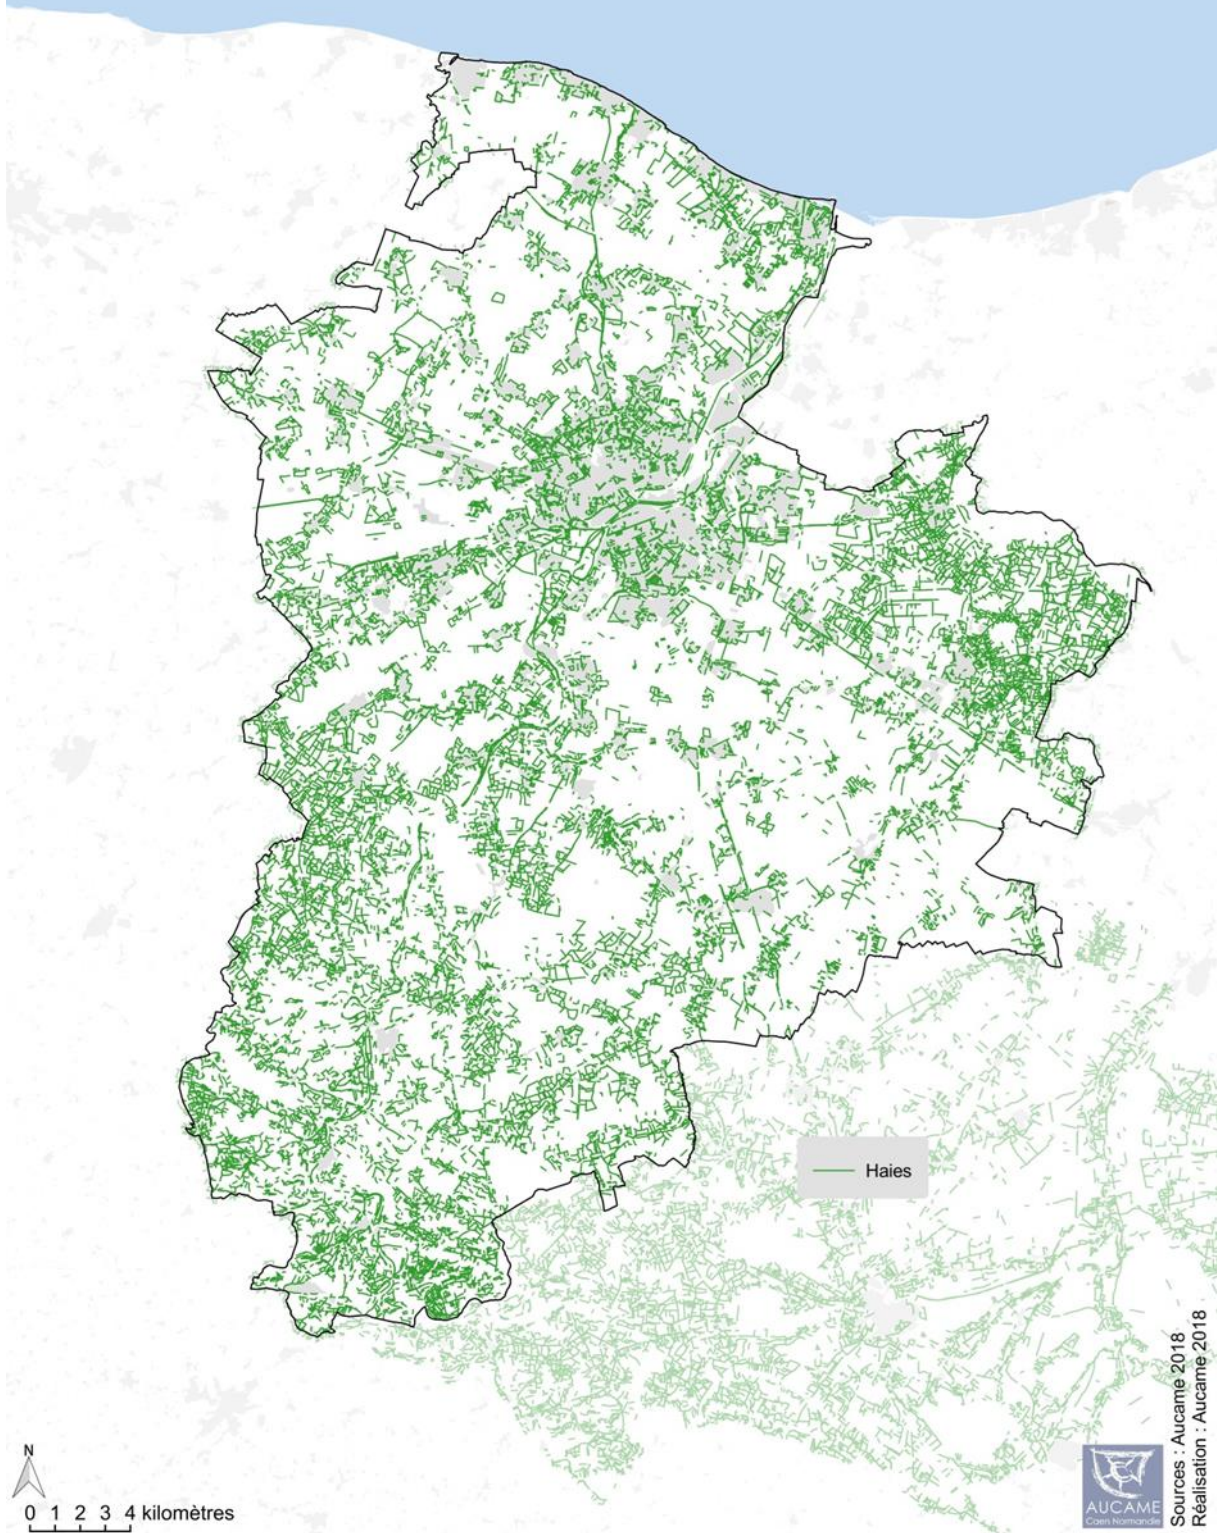 Haies
N
0 1 2 3 4 kilomètres
AUCAME
Caen Normandie
Sources : Aucame 2018
Réalisation : Aucame 2018